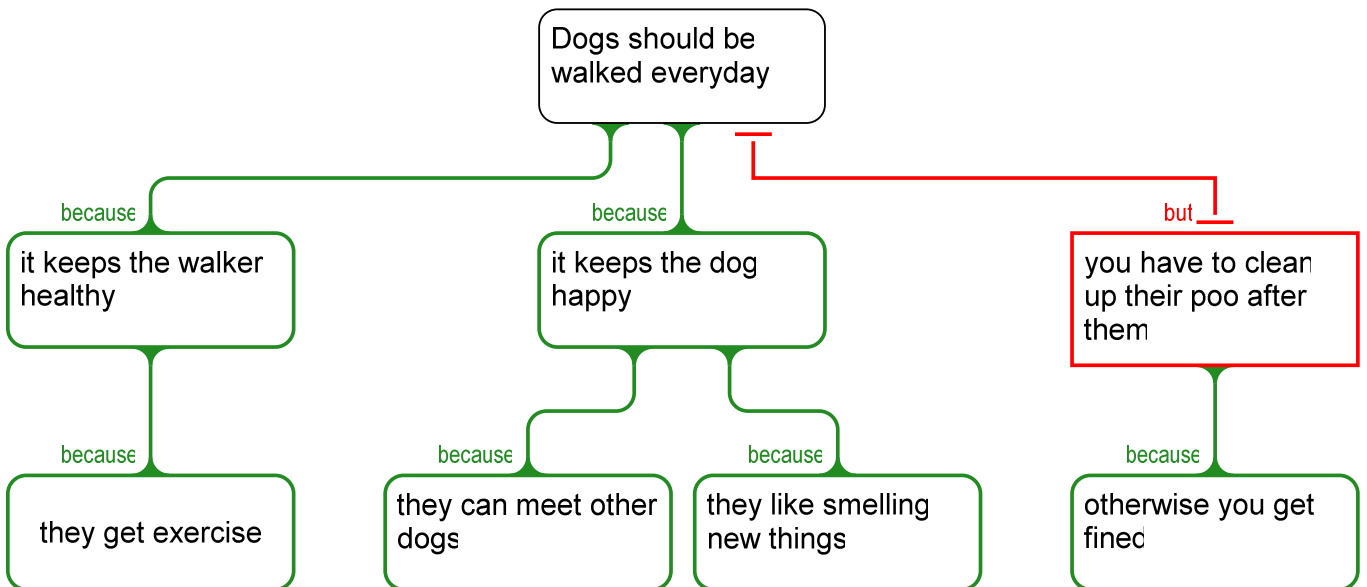 Dogs should be
walked everyday
because
because
but
it keeps the walker
healthy
it keeps the dog
happy
you have to clean
up their poo after
them
because
because
because
because
they get exercise
they can meet other
dogs
they like smelling
new things
otherwise you get
fined